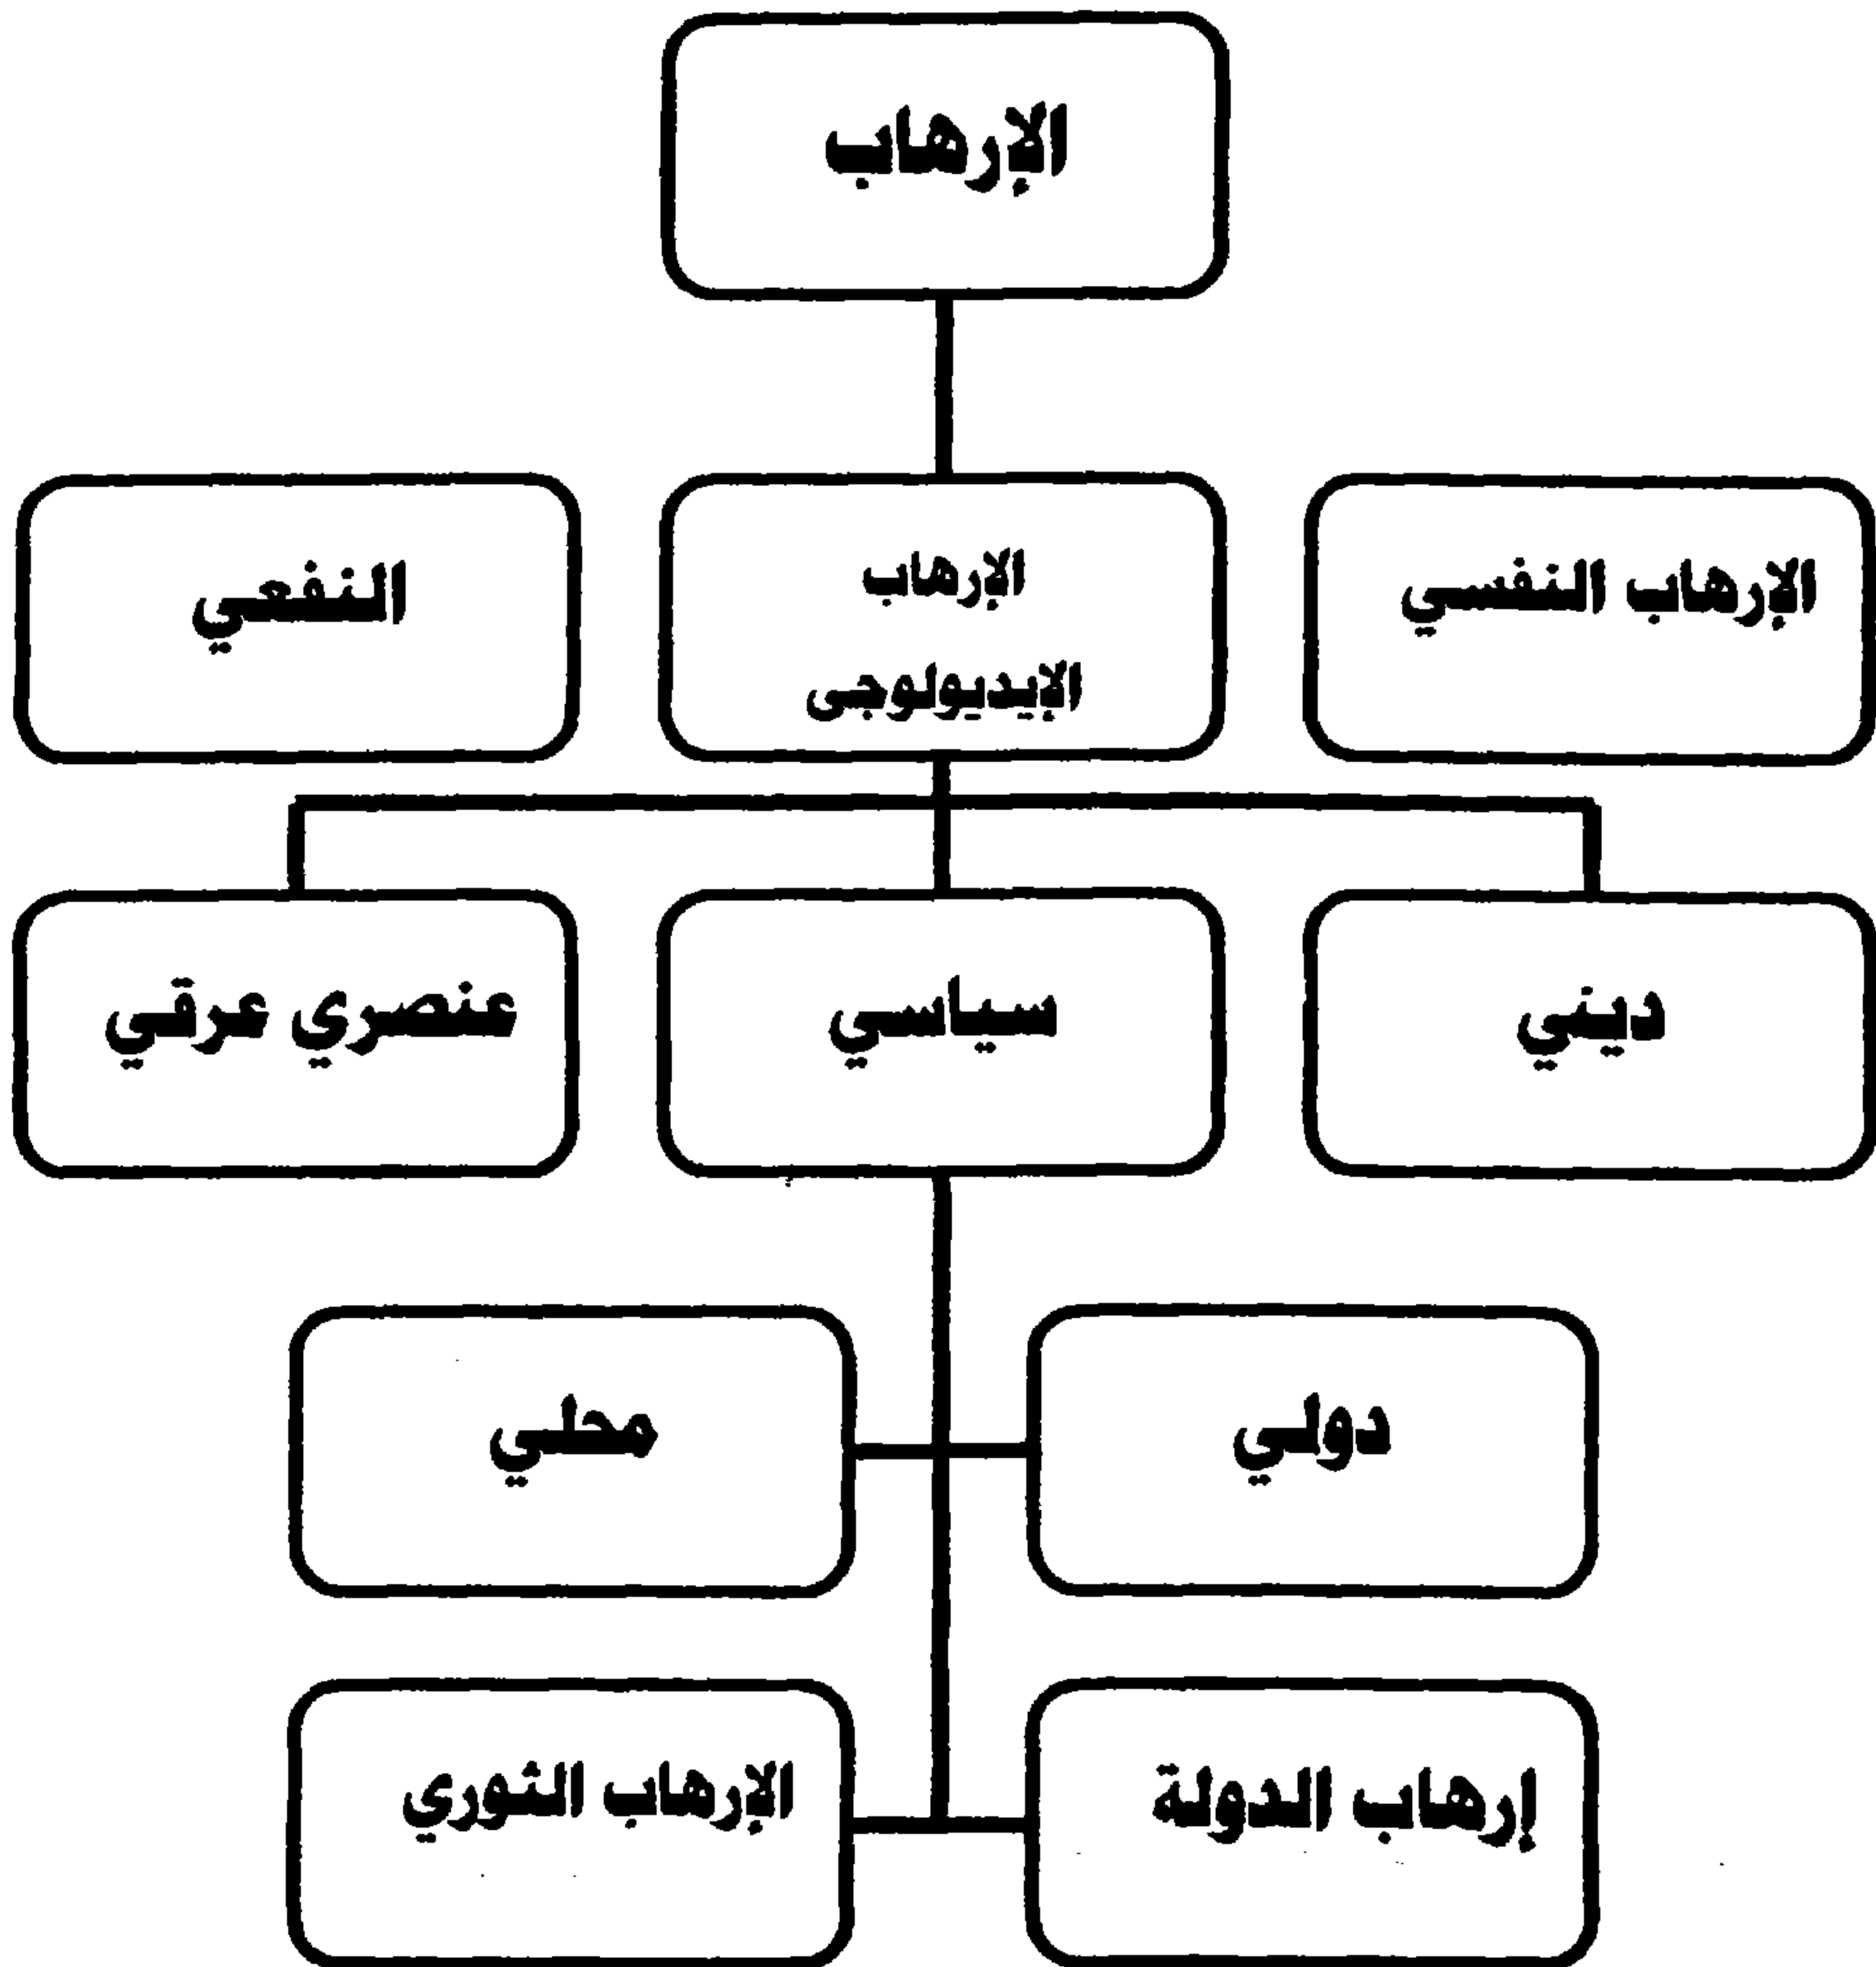 الإرهاب
الإرهاب النفسي
الإرهاب
الإيديولوجي
النفعي
ديني
سياسي
عنصري عرقي
دولي
محلي
إرهاب الدولة
الإرهاب الثوري